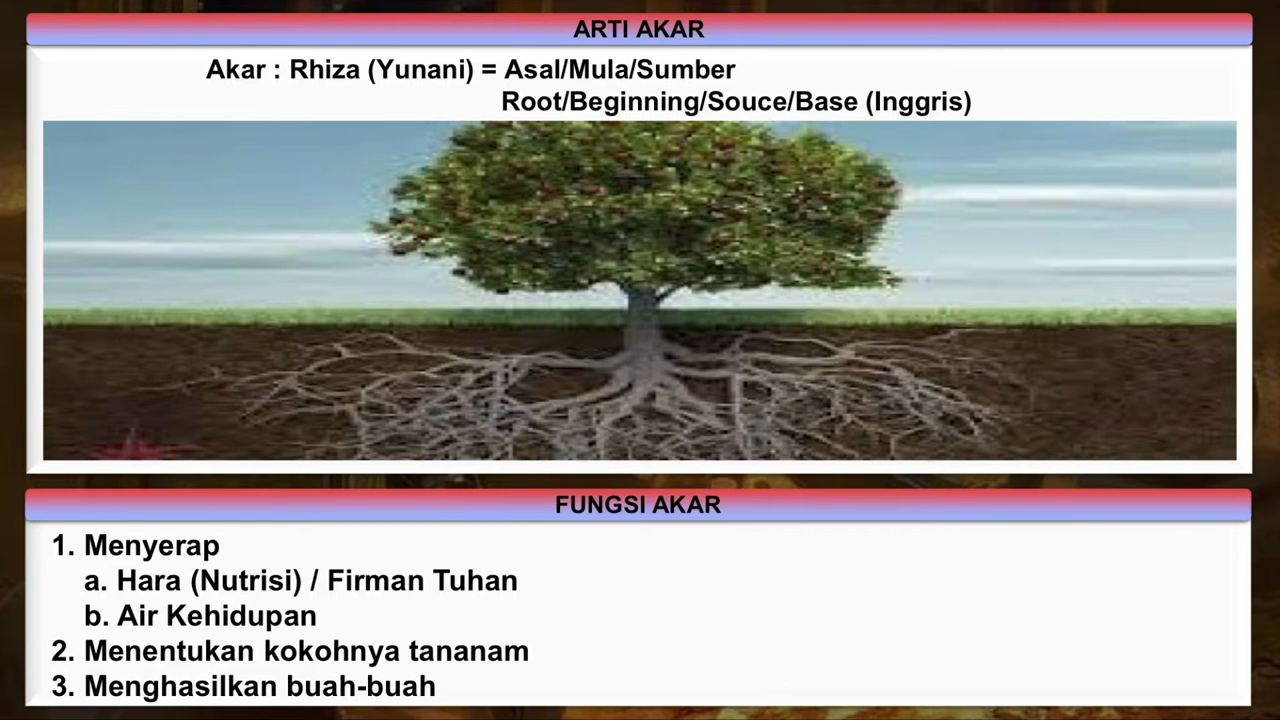 ARTI AKAR
Akar : Rhiza (Yunani) = Asal/Mula/Sumber
Root/Beginning/Souce/Base (Inggris)
FUNGSI AKAR
1. Menyerap
a. Hara (Nutrisi) / Firman Tuhan
b. Air Kehidupan
2. Menentukan kokohnya tananam
3. Menghasilkan buah-buah